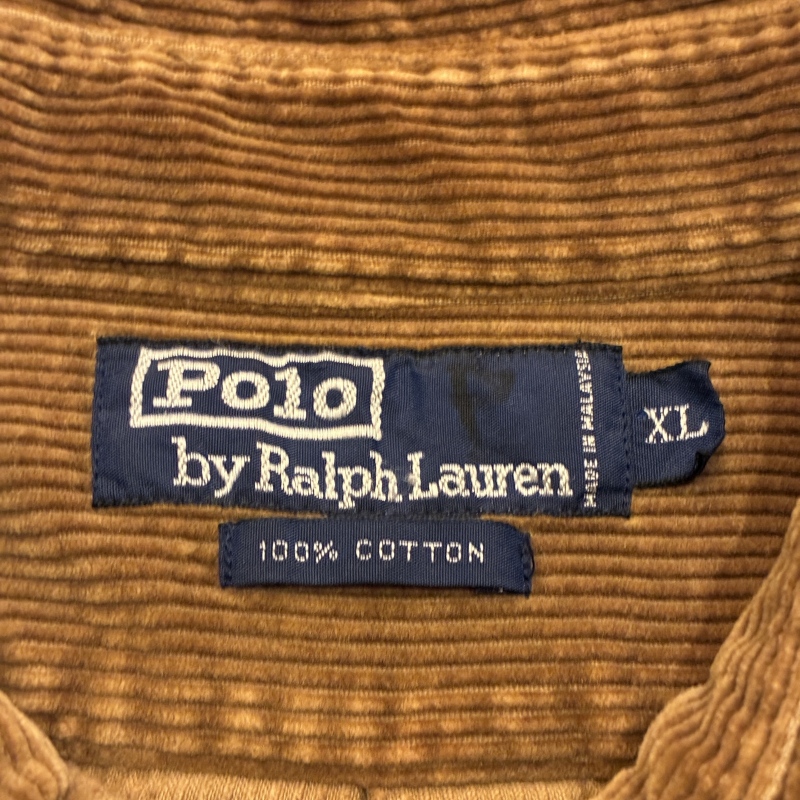 Polo
by Ralph Lauren
MADE IN MALAYSIA
XL
100% COTTON